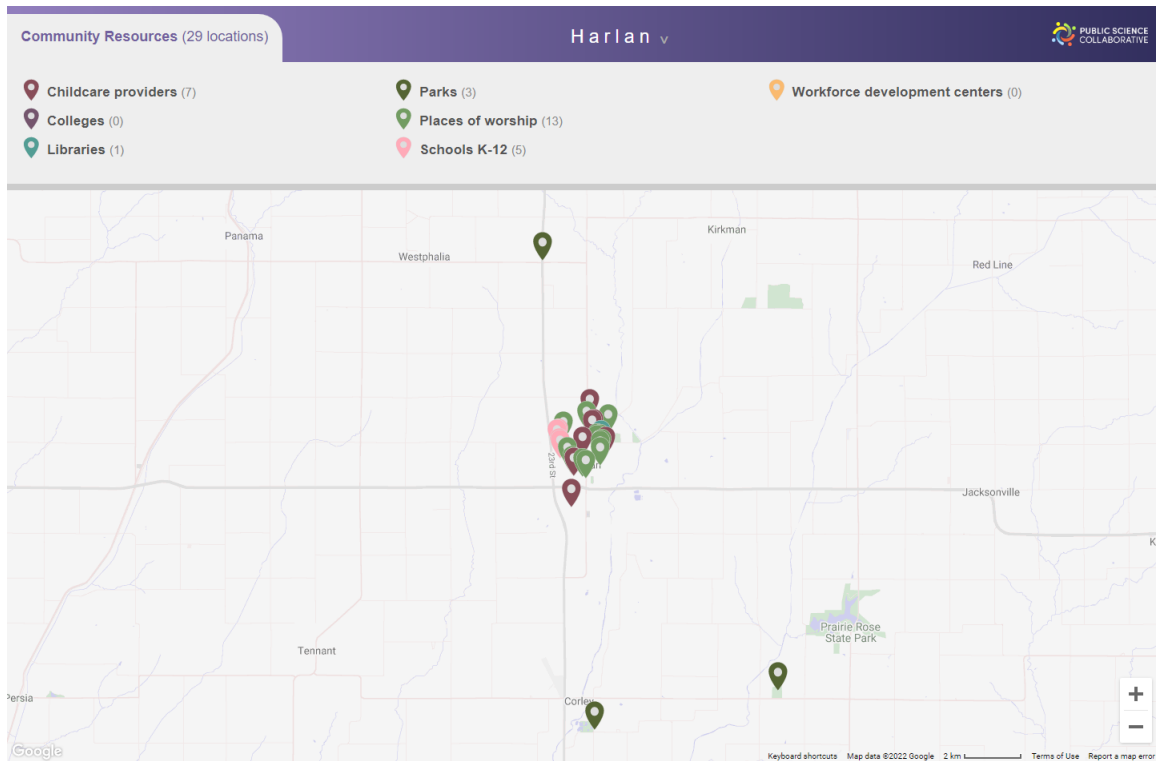 Community Resources (29 locations)
Harlan v
PUBLIC SCIENCE
COLLABORATIVE
Childcare providers (7)
Parks (3)
Workforce development centers (0)
Colleges (0)
Places of worship (13)
Libraries (1)
Schools K-12 (5)
Kirkman
Panama
Westphalia
Red Line
23rd St
Jacksonville
K
Prairie Rose
State Park
Tennant
Persia
Corley
+
−
Google
Keyboard shortcuts Map data ©2022 Google 2 km Terms of Use Report a map error